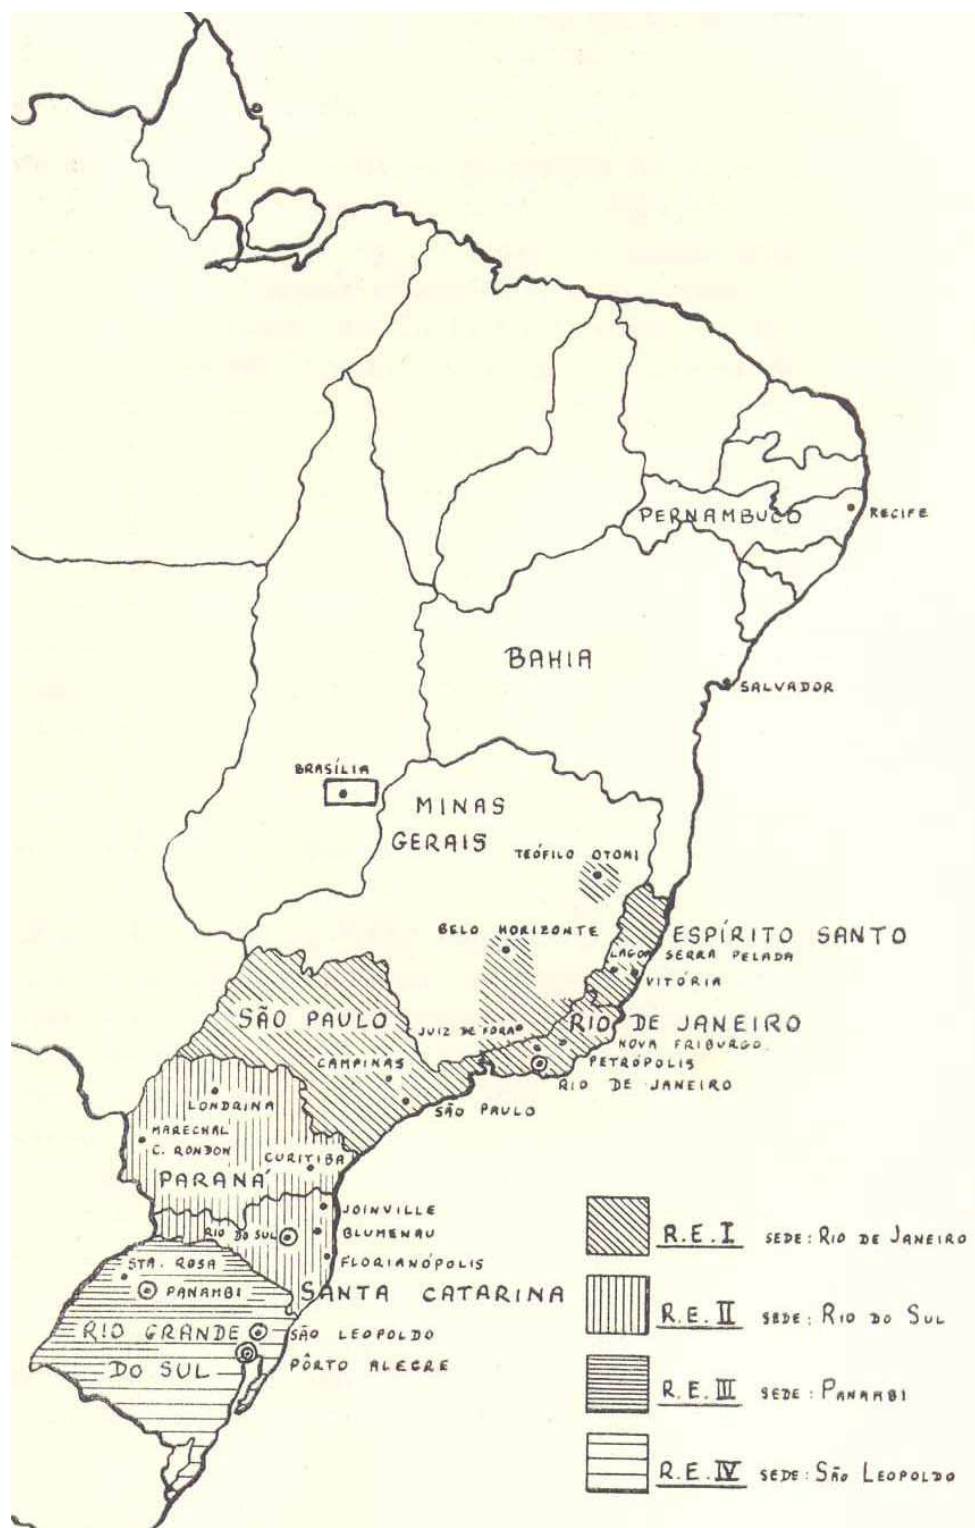 PERNAMBUCO
RECIFE
BAHIA
SALVADOR
BRASÍLIA
MINAS
GERAIS
TEÓFILO OTONI
BELO HORIZONTE
ESPÍRITO SANTO
LAGOA SERRA PELADA
VITÓRIA
SÃO PAULO
JUIZ DE FORA
RIO DE JANEIRO
NOVA FRIBURGO.
PETRÓPOLIS
RIO DE JANEIRO
CAMPINAS
SÃO PAULO
LONDRINA
MARECHAL
C. RONDON
CURITIBA
PARANÁ
JOINVILLE
RIO DO SUL
BLUMENAU
FLORIANÓPOLIS
STA. ROSA
SANTA CATARINA
PANAMBI
RIO GRANDE
DO SUL
SÃO LEOPOLDO
PÔRTO ALEGRE
R.E.I SEDE: RIO DE JANEIRO
R.E.II SEDE: RIO DO SUL
R.E.III SEDE: PANAMBI
R.E.IV SEDE: SÃO LEOPOLDO